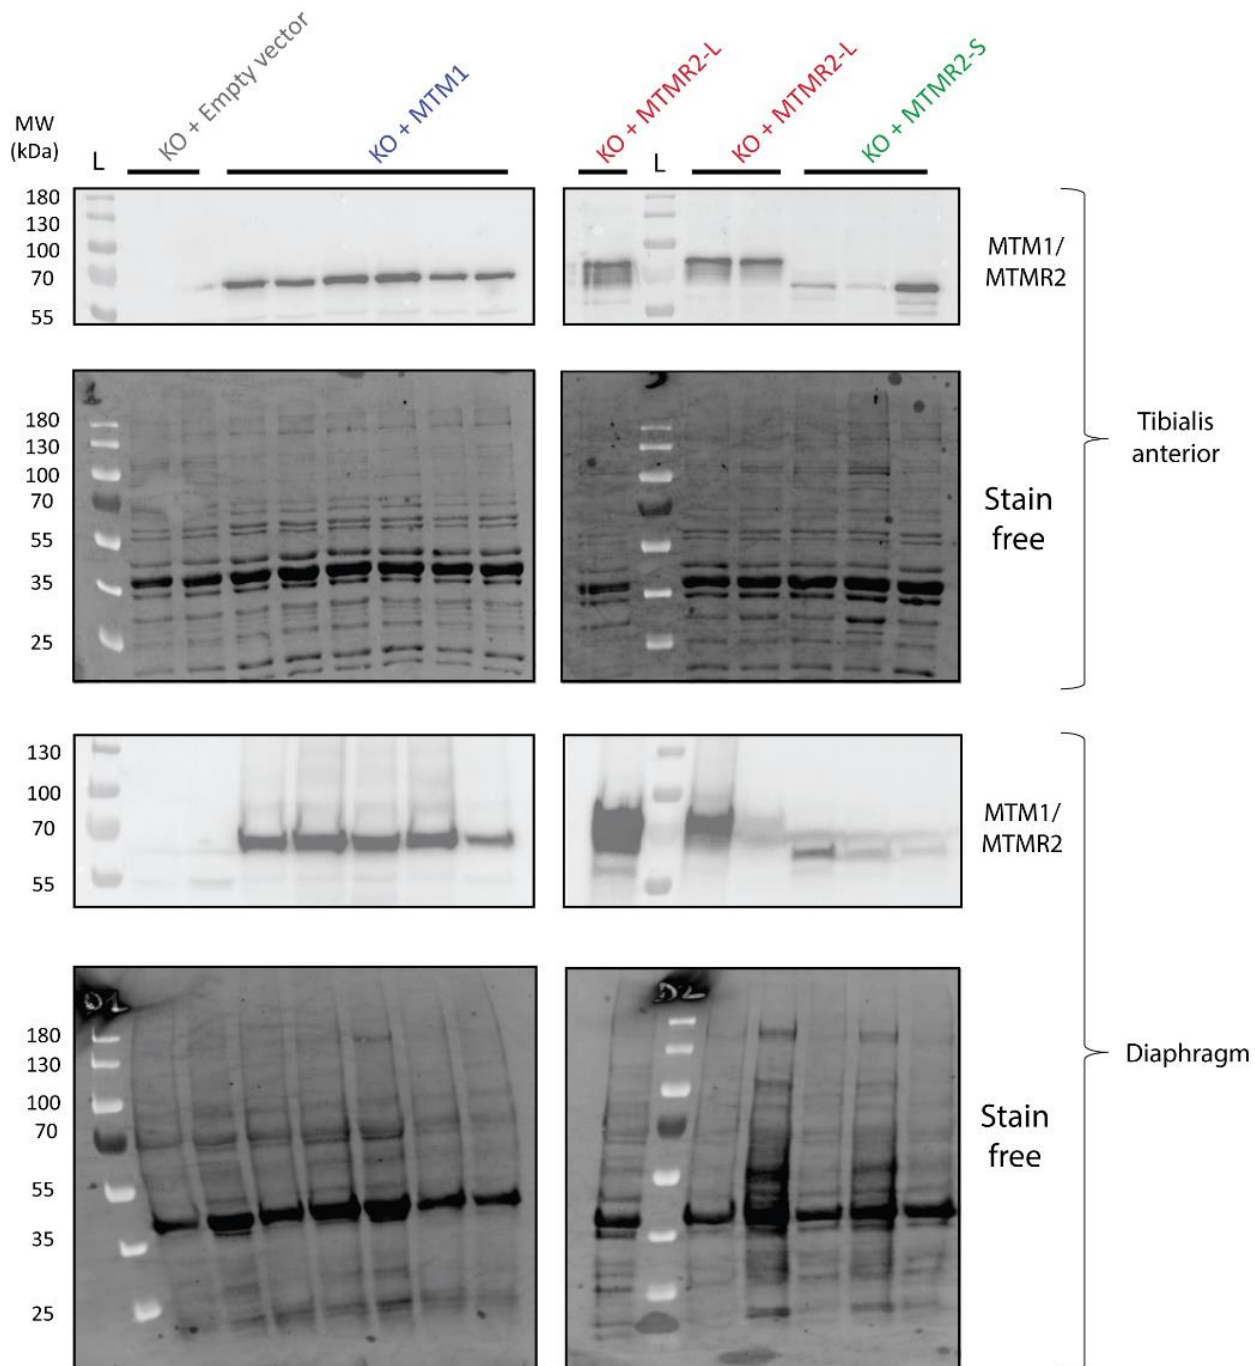 KO + Empty vector
KO + MTM1
KO + MTMR2-L
KO + MTMR2-L
KO + MTMR2-S
MW
(kDa)
L
L
180
130
100
70
55
MTM1/
MTMR2
180
130
100
70
55
35
25
Stain
free
Tibialis
anterior
130
100
70
55
MTM1/
MTMR2
D1
D2
180
130
100
70
55
35
25
Stain
free
Diaphragm